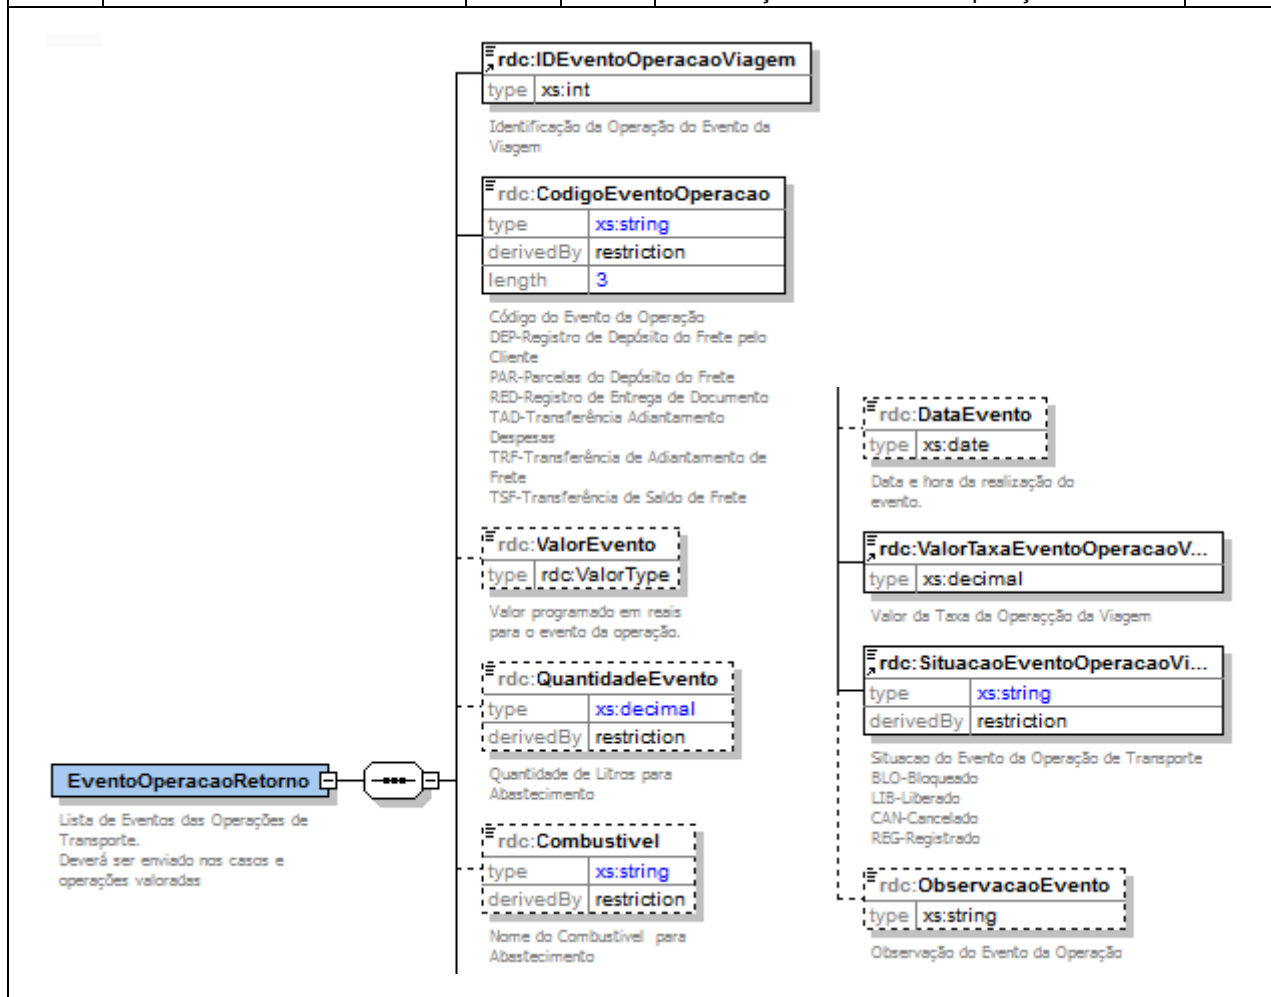 rdc:IDEventoOperacaoViagem
type xs:int
Identificação da Operação do Evento da
Viagem
rdc:CodigoEventoOperacao
type xs:string
derivedBy restriction
length 3
Código do Evento da Operação
DEP-Registro de Depósito do Frete pelo
Cliente
PAR-Parcelas do Depósito do Frete
RED-Registro de Entrega de Documento
TAD-Transferência Adiantamento
Despesas
TRF-Transferência de Adiantamento de
Frete
TSF-Transferência de Saldo de Frete
rdc:ValorEvento
type rdc:ValorType
Valor programado em reais
para o evento da operação.
rdc:QuantidadeEvento
type xs:decimal
derivedBy restriction
Quantidade de Litros para
Abastecimento
EventoOperacaoRetorno
Lista de Eventos das Operações de
Transporte.
Deverá ser enviado nos casos e
operações valoradas
rdc:Combustivel
type xs:string
derivedBy restriction
Nome do Combustivel para
Abastecimento
rdc:DataEvento
type xs:date
Data e hora da realização do
evento.
rdc:ValorTaxaEventoOperacaoV...
type xs:decimal
Valor da Taxa da Operaçção da Viagem
rdc:SituacaoEventoOperacaoVi...
type xs:string
derivedBy restriction
Situacao do Evento da Operação de Transporte
BLO-Bloqueado
LIB-Liberado
CAN-Cancelado
REG-Registrado
rdc:ObservacaoEvento
type xs:string
Observação do Evento da Operação